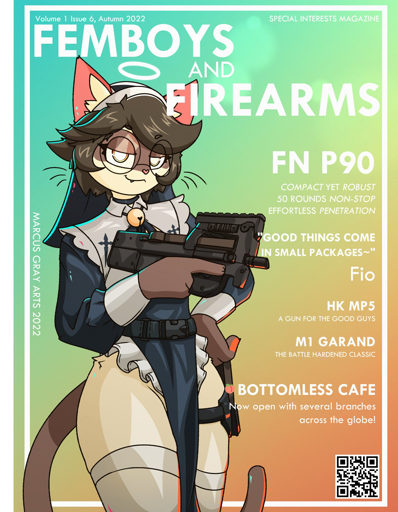 Volume 1 Issue 6, Autumn 2022
SPECIAL INTERESTS MAGAZINE
FEMBOYS
AND
FIREARMS
FN P90
COMPACT YET ROBUST
50 ROUNDS NON-STOP
EFFORTLESS PENETRATION
"GOOD THINGS COME
IN SMALL PACKAGES~"
Fio
HK MP5
A GUN FOR THE GOOD GUYS
M1 GARAND
THE BATTLE HARDENED CLASSIC
BOTTOMLESS CAFE
Now open with several branches
across the globe!
MARCUS GRAY ARTS 2022